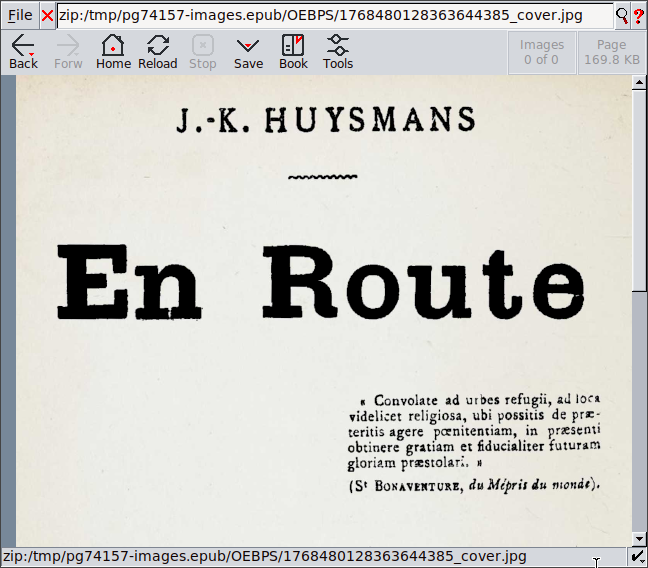 File zip:/tmp/pg74157-images.epub/OEBPS/1768480128363644385_cover.jpg
Back Forw Home Reload Stop Save Book Tools
Images
0 of 0
Page
169.8 KB
J.-K. HUYSMANS
En Route
« Convolate ad urbes refugii, ad loca
videlicet religiosa, ubi possitis de præ-
teritis agere pœnitentiam, in præsenti
obtinere gratiam et fiducialiter futuram
gloriam præstolari. »
(St BONAVENTURE, du Mépris du monde).
zip:/tmp/pg74157-images.epub/OEBPS/1768480128363644385_cover.jpg